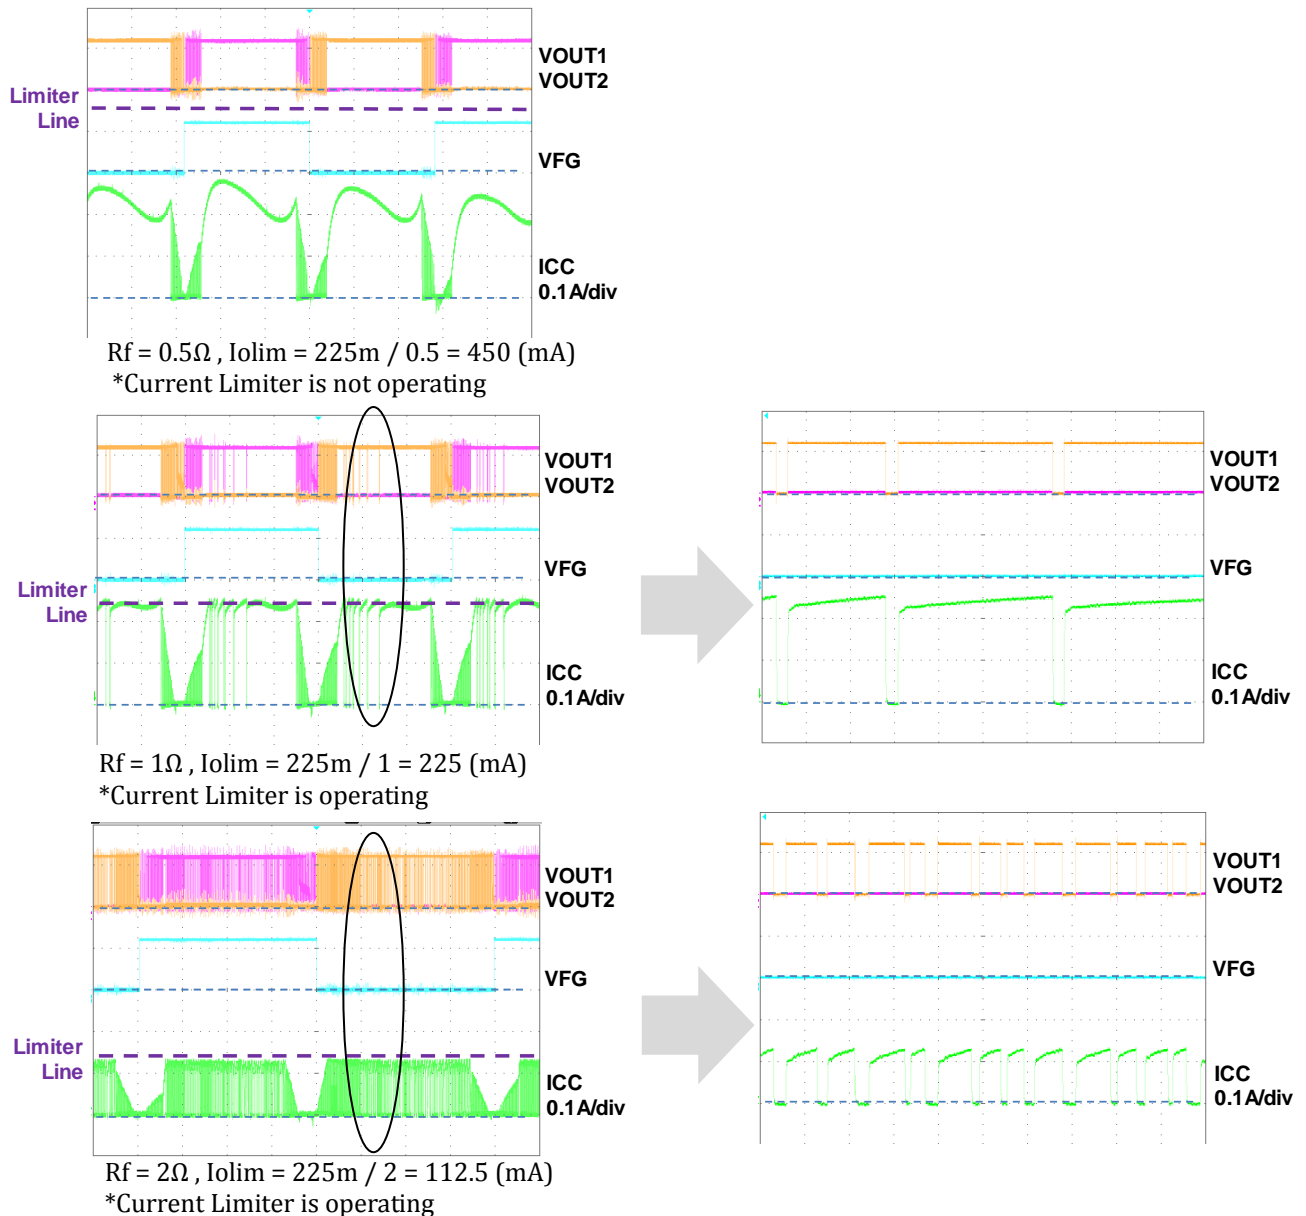 VOUT1
VOUT2
Limiter
Line
VFG
ICC
0.1A/div
Rf = 0.5Ω , Iolim = 225m / 0.5 = 450 (mA)
*Current Limiter is not operating
VOUT1
VOUT2
VFG
Limiter
Line
ICC
0.1A/div
Rf = 1Ω , Iolim = 225m / 1 = 225 (mA)
*Current Limiter is operating
VOUT1
VOUT2
VFG
ICC
0.1A/div
VOUT1
VOUT2
VFG
Limiter
Line
ICC
0.1A/div
Rf = 2Ω , Iolim = 225m / 2 = 112.5 (mA)
*Current Limiter is operating
VOUT1
VOUT2
VFG
ICC
0.1A/div